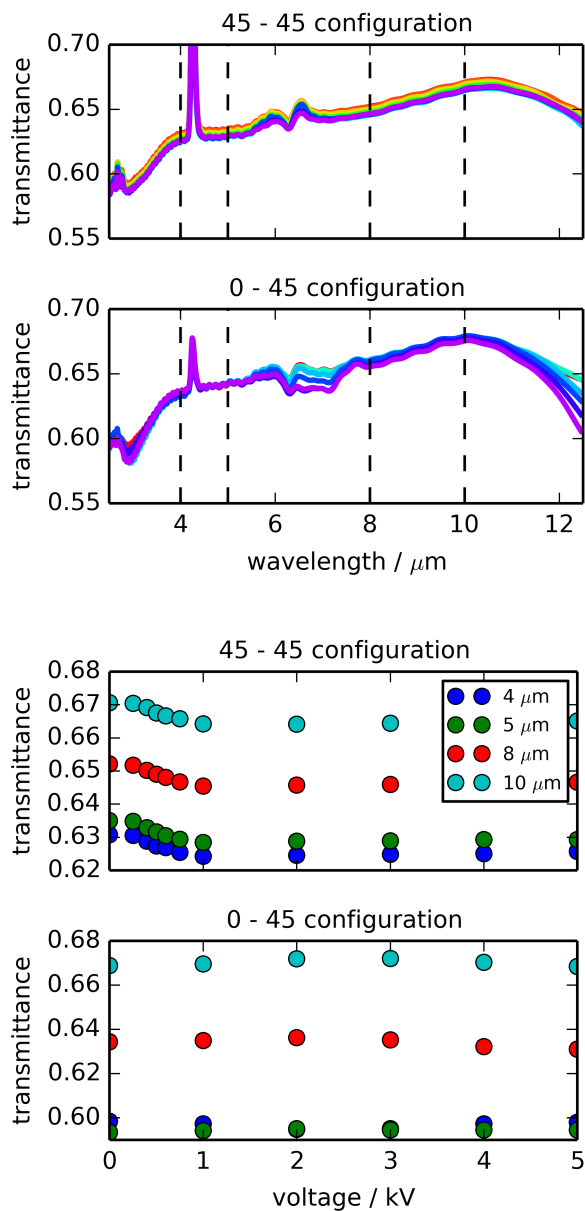 45 - 45 configuration
0.70
0.65
0.60
0.55
transmittance
0 - 45 configuration
0.70
0.65
0.60
0.55
transmittance
4 6 8 10 12
wavelength / μm
45 - 45 configuration
0.68
0.67
0.66
0.65
0.64
0.63
0.62
transmittance
4 μm
5 μm
8 μm
10 μm
0 - 45 configuration
0.68
0.66
0.64
0.62
0.60
transmittance
0 1 2 3 4 5
voltage / kV